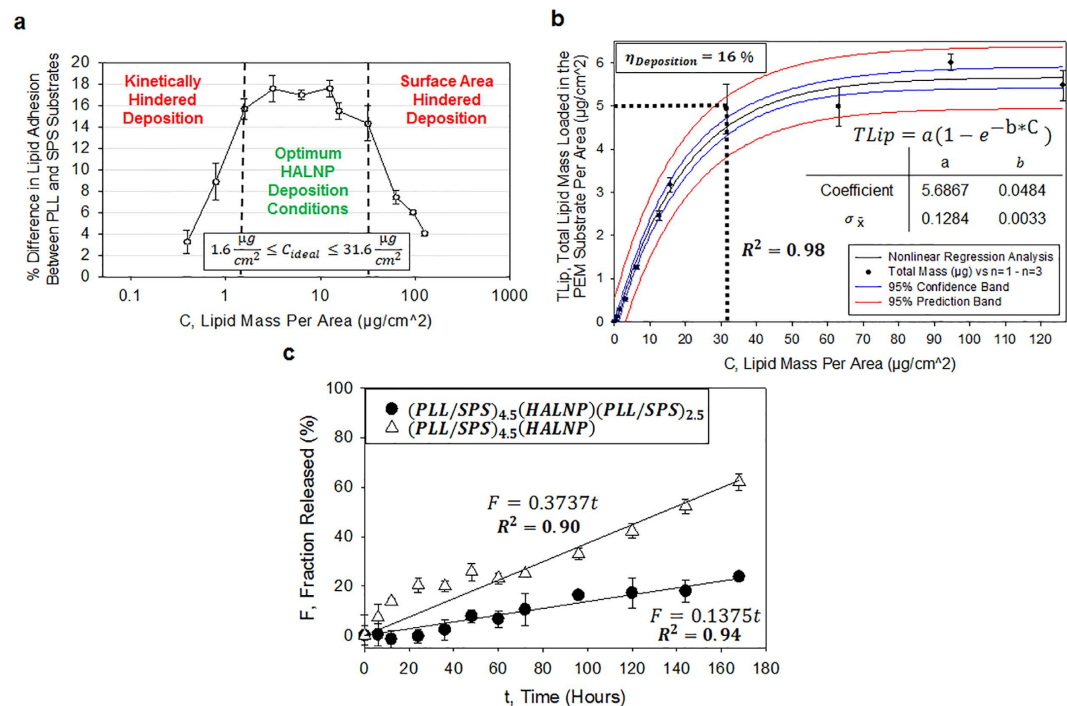 a
% Difference in Lipid Adhesion
Between PLL and SPS Substrates
20
18
16
14
12
10
8
6
4
2
0
Kinetically
Hindered
Deposition
Surface Area
Hindered
Deposition
Optimum
HALNP
Deposition
Conditions
1.6 μg/cm² ≤ C_ideal ≤ 31.6 μg/cm²
0.1 1 10 100 1000
C, Lipid Mass Per Area (μg/cm^2)
b
TLip, Total Lipid Mass Loaded in the
PEM Substrate Per Area (μg/cm^2)
6
5
4
3
2
1
0
η_Deposition = 16 %
TLip = a(1 − e^−b*C)
a b
Coefficient 5.6867 0.0484
σ_x̄ 0.1284 0.0033
R² = 0.98
Nonlinear Regression Analysis
Total Mass (μg) vs n=1 - n=3
95% Confidence Band
95% Prediction Band
0 10 20 30 40 50 60 70 80 90 100 110 120
C, Lipid Mass Per Area (μg/cm^2)
c
F, Fraction Released (%)
100
80
60
40
20
0
(PLL/SPS)4.5(HALNP)(PLL/SPS)2.5
(PLL/SPS)4.5(HALNP)
F = 0.3737t
R² = 0.90
F = 0.1375t
R² = 0.94
0 20 40 60 80 100 120 140 160 180
t, Time (Hours)